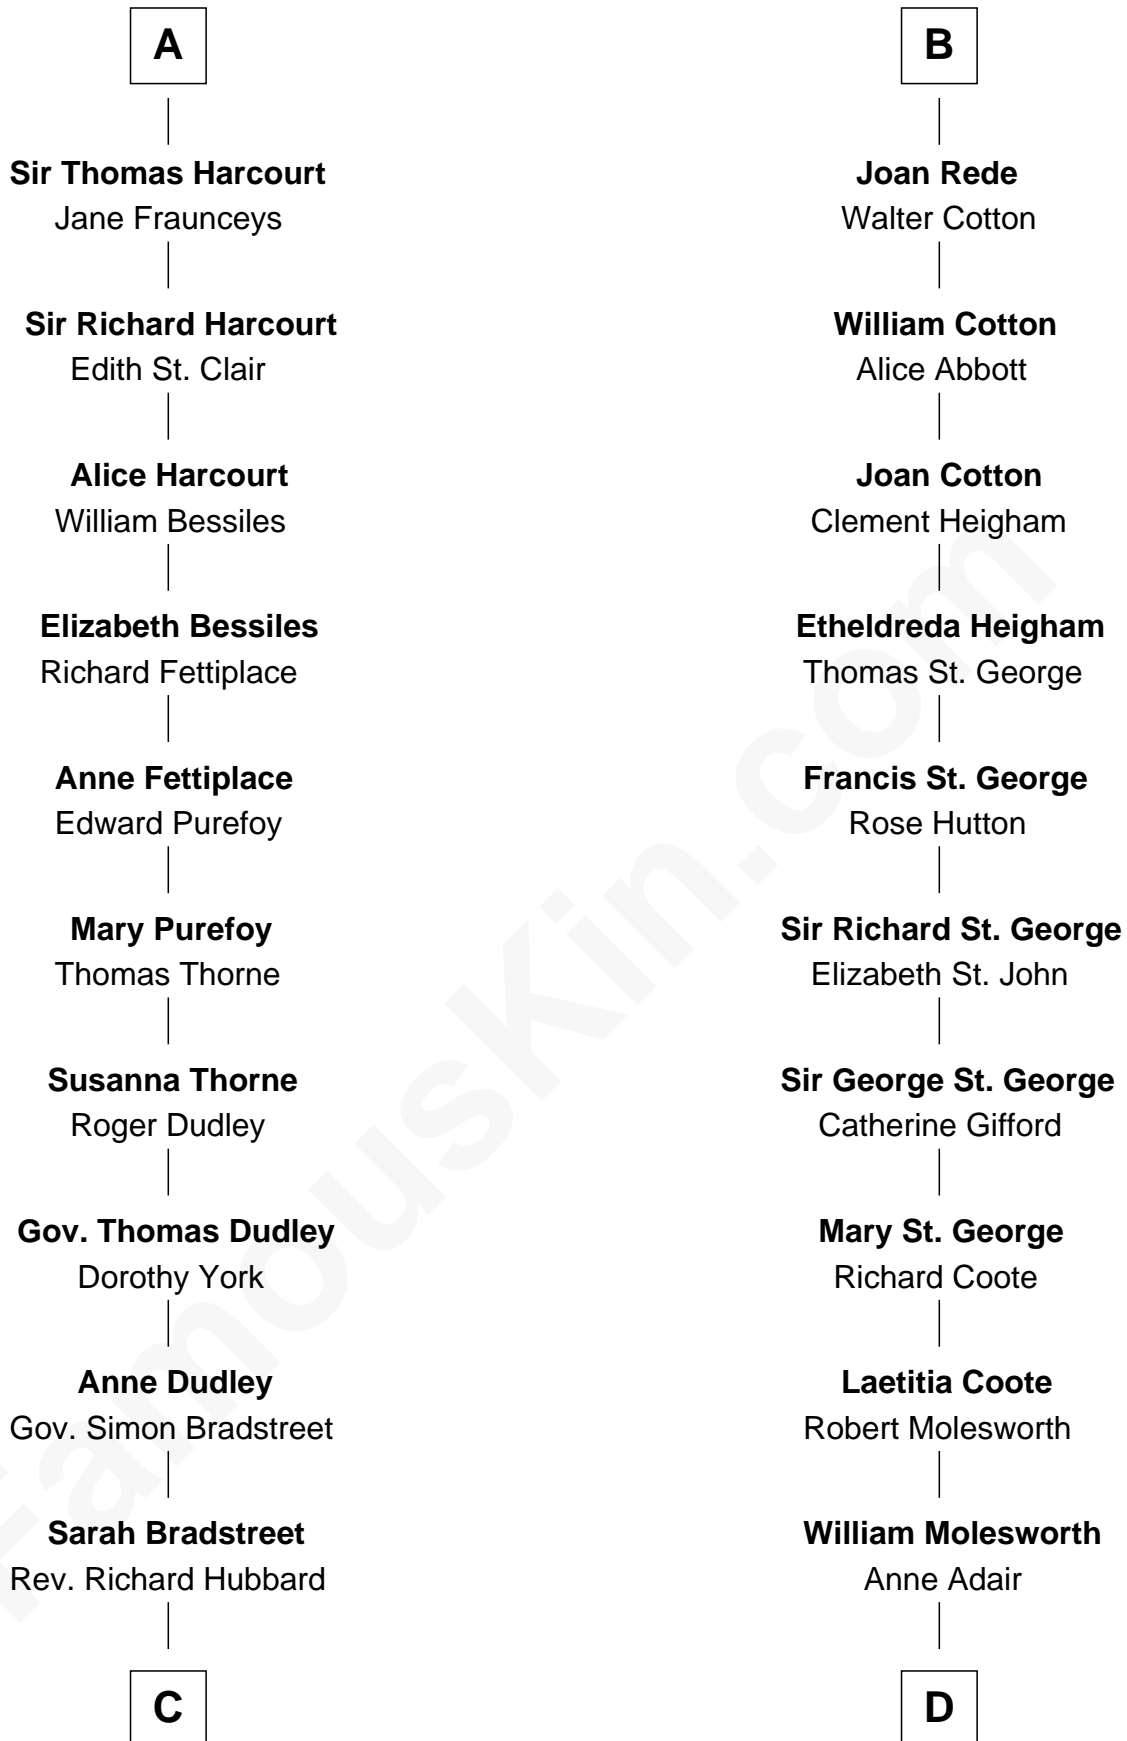 A
Sir Thomas Harcourt
Jane Fraunceys
Sir Richard Harcourt
Edith St. Clair
Alice Harcourt
William Bessiles
Elizabeth Bessiles
Richard Fettiplace
Anne Fettiplace
Edward Purefoy
Mary Purefoy
Thomas Thorne
Susanna Thorne
Roger Dudley
Gov. Thomas Dudley
Dorothy York
Anne Dudley
Gov. Simon Bradstreet
Sarah Bradstreet
Rev. Richard Hubbard
C
B
Joan Rede
Walter Cotton
William Cotton
Alice Abbott
Joan Cotton
Clement Heigham
Etheldreda Heigham
Thomas St. George
Francis St. George
Rose Hutton
Sir Richard St. George
Elizabeth St. John
Sir George St. George
Catherine Gifford
Mary St. George
Richard Coote
Laetitia Coote
Robert Molesworth
William Molesworth
Anne Adair
D
FamousKin.com